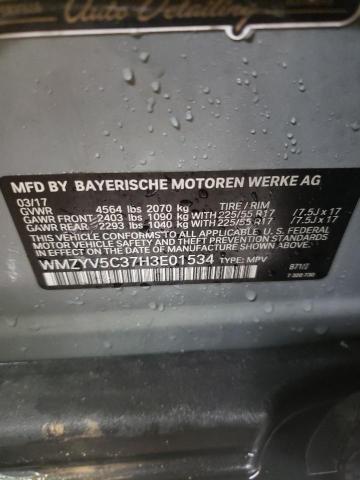 Auto Detailing
MFD BY BAYERISCHE MOTOREN WERKE AG
03/17
GVWR 4564 lbs 2070 kg TIRE / RIM
GAWR FRONT 2403 lbs 1090 kg WITH 225/55 R17 /7.5J x 17
GAWR REAR 2293 lbs 1040 kg WITH 225/55 R17 /7.5J x 17
THIS VEHICLE CONFORMS TO ALL APPLICABLE U.S. FEDERAL
SAFETY, BUMPER AND THEFT PREVENTION STANDARDS
IN EFFECT ON THE DATE OF MANUFACTURE SHOWN ABOVE.
WMZYV5C37H3E01534 TYPE: MPV